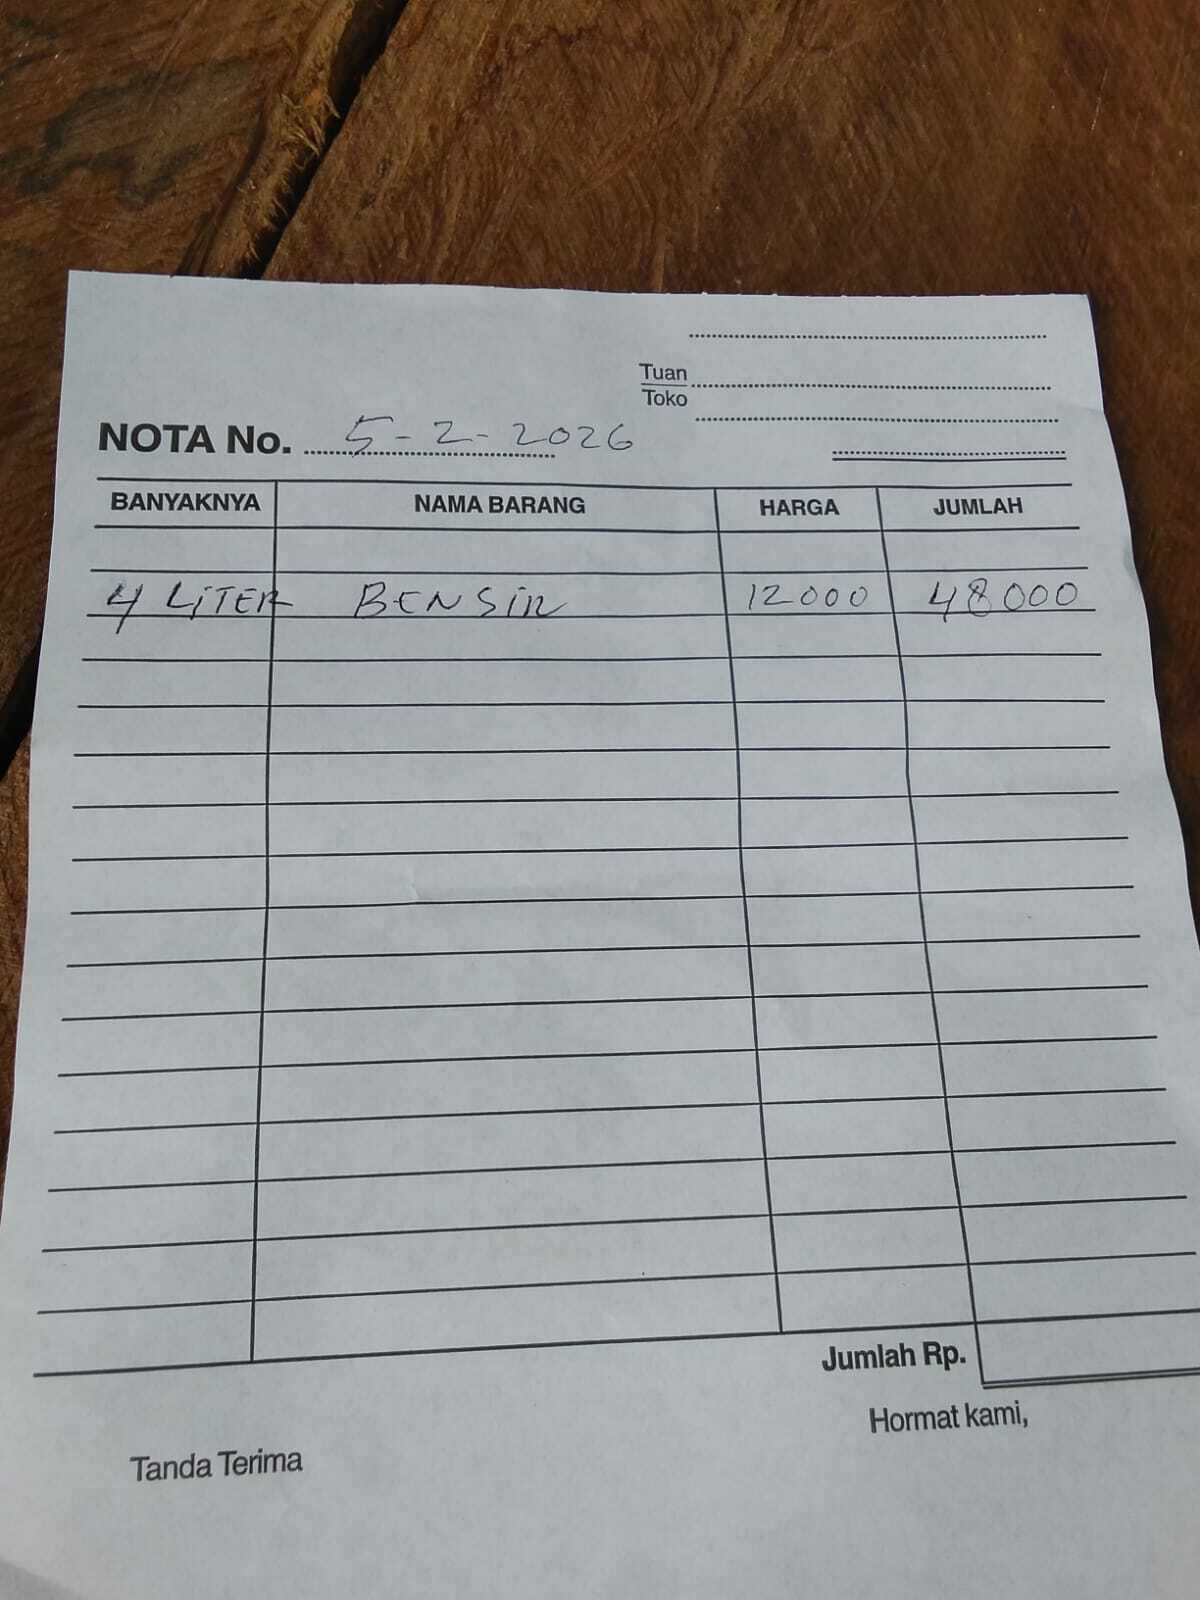 Tuan
Toko
NOTA No. 5-2-2026
BANYAKNYA NAMA BARANG HARGA JUMLAH
4 LiTER BENSiN 12000 48000
Jumlah Rp.
Hormat kami,
Tanda Terima